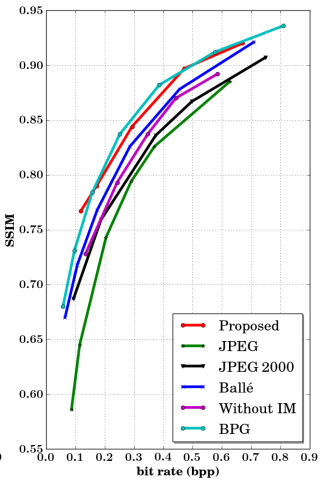 0.95
0.90
0.85
0.80
0.75
0.70
0.65
0.60
0.55
SSIM
Proposed
JPEG
JPEG 2000
Ballé
Without IM
BPG
0.0 0.1 0.2 0.3 0.4 0.5 0.6 0.7 0.8 0.9
bit rate (bpp)